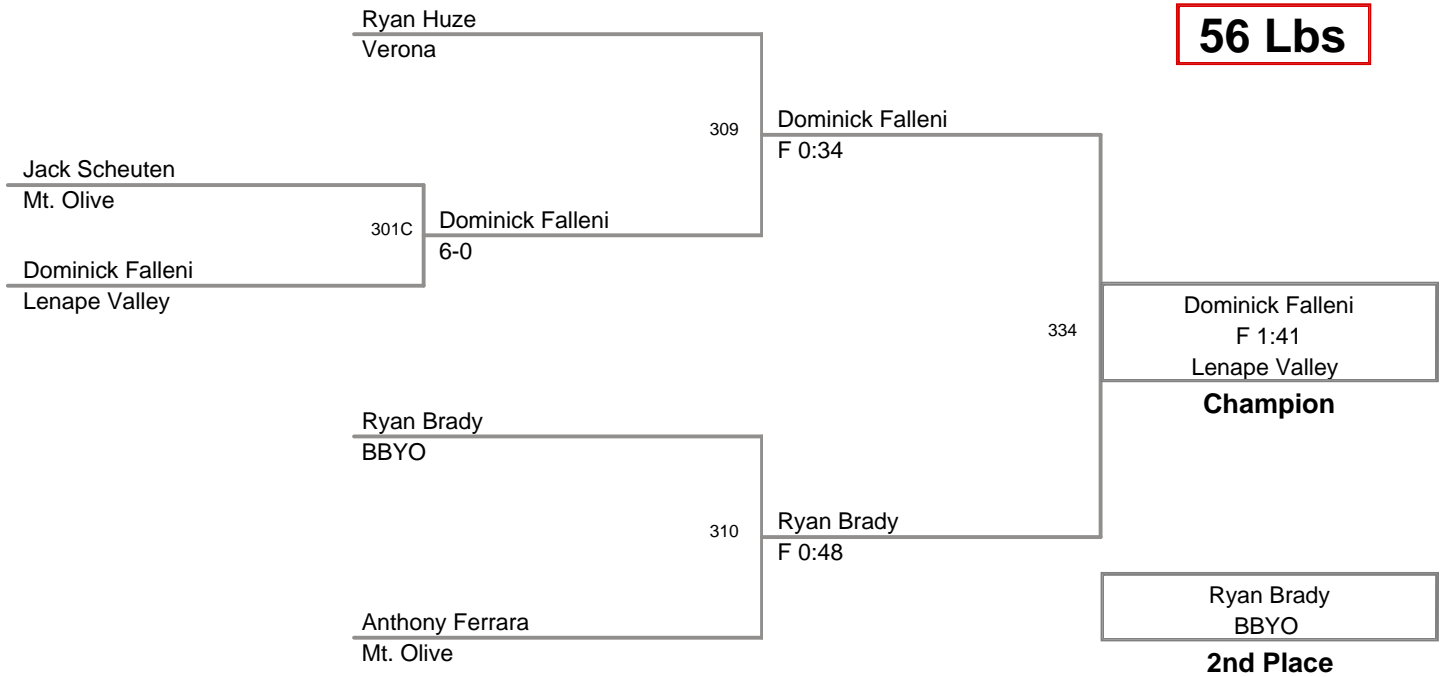 Ryan Huze
Verona
56 Lbs
309
Dominick Falleni
F 0:34
Jack Scheuten
Mt. Olive
301C
Dominick Falleni
6-0
Dominick Falleni
Lenape Valley
334
Dominick Falleni
F 1:41
Lenape Valley
Champion
Ryan Brady
BBYO
310
Ryan Brady
F 0:48
Anthony Ferrara
Mt. Olive
Ryan Brady
BBYO
2nd Place